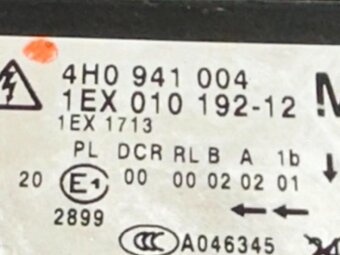 4H0 941 004
1EX 010 192-12
1EX 1713
PL DCR RL B A 1b
20 E1 00 00 02 02 01
2899
CCC A046345